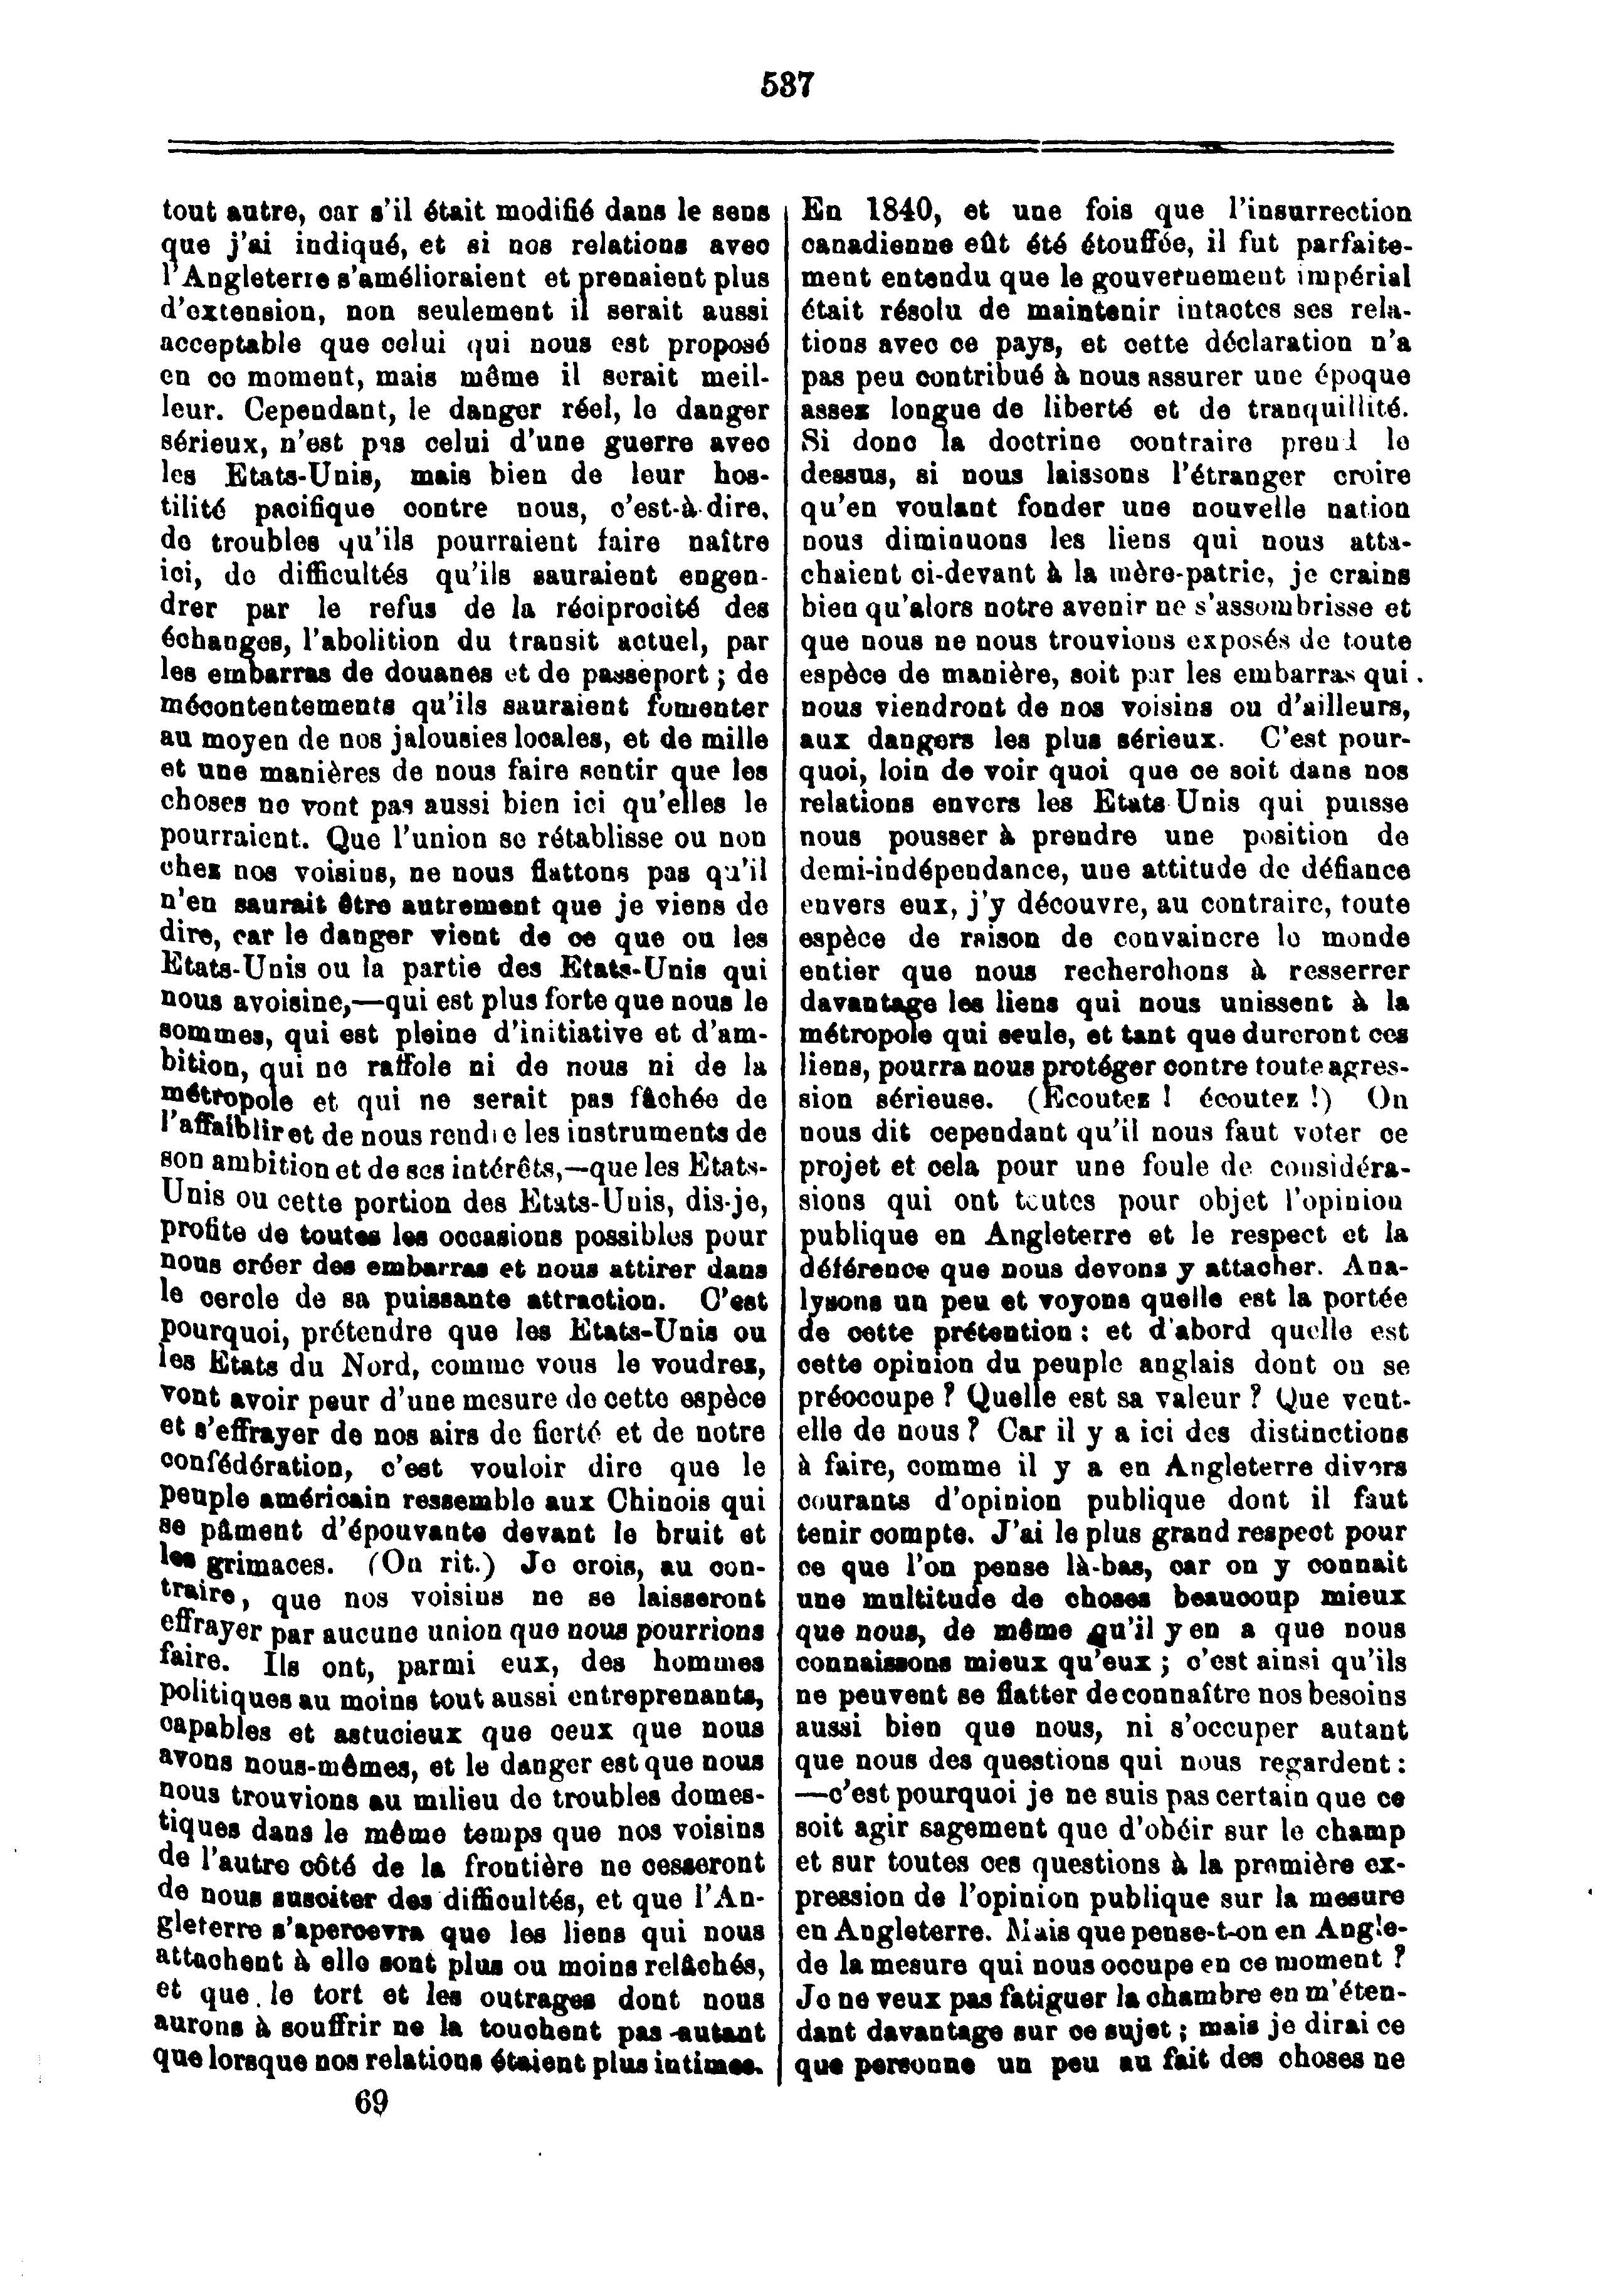 537
tout autre, car s'il était modifié dans le sens
que j'ai indiqué, et si nos relations avec
l'Angleterre s'amélioraient et prenaient plus
d'extension, non seulement il serait aussi
acceptable que celui qui nous est proposé
en ce moment, mais même il serait meil-
leur. Cependant, le danger réel, le danger
sérieux, n'est pas celui d'une guerre avec
les Etats-Unis, mais bien de leur hos-
tilité pacifique contre nous, c'est-à-dire,
de troubles qu'ils pourraient faire naître
ici, de difficultés qu'ils sauraient engen-
drer par le refus de la réciprocité des
échanges, l'abolition du transit actuel, par
les embarras de douanes et de passeport ; de
mécontentements qu'ils sauraient fomenter
au moyen de nos jalousies locales, et de mille
et une manières de nous faire sentir que les
choses ne vont pas aussi bien ici qu'elles le
pourraient. Que l'union se rétablisse ou non
chez nos voisins, ne nous flattons pas qu'il
n'en saurait être autrement que je viens de
dire, car le danger vient de ce que ou les
Etats-Unis ou la partie des Etats-Unis qui
nous avoisine,—qui est plus forte que nous le
sommes, qui est pleine d'initiative et d'am-
bition, qui ne raffole ni de nous ni de la
métropole et qui ne serait pas fâchée de
l'affaiblir et de nous rendre les instruments de
son ambition et de ses intérêts,—que les Etats-
Unis ou cette portion des Etats-Unis, dis-je,
profite de toutes les occasions possibles pour
nous créer des embarras et nous attirer dans
le cercle de sa puissante attraction. C'est
pourquoi, prétendre que les Etats-Unis ou
les Etats du Nord, comme vous le voudrez,
vont avoir peur d'une mesure de cette espèce
et s'effrayer de nos airs de fierté et de notre
confédération, c'est vouloir dire que le
peuple américain ressemble aux Chinois qui
se pâment d'épouvante devant le bruit et
les grimaces. (On rit.) Je crois, au con-
traire, que nos voisins ne se laisseront
effrayer par aucune union que nous pourrions
faire. Ils ont, parmi eux, des hommes
politiques au moins tout aussi entreprenants,
capables et astucieux que ceux que nous
avons nous-mêmes, et le danger est que nous
nous trouvions au milieu de troubles domes-
tiques dans le même temps que nos voisins
de l'autre côté de la frontière ne cesseront
de nous susciter des difficultés, et que l'An-
gleterre s'apercevra que les liens qui nous
attachent à elle sont plus ou moins relâchés,
et que le tort et les outrages dont nous
aurons à souffrir ne la touchent pas autant
que lorsque nos relations étaient plus intimes.
69
En 1840, et une fois que l'insurrection
canadienne eût été étouffée, il fut parfaite-
ment entendu que le gouvernement impérial
était résolu de maintenir intactes ses rela-
tions avec ce pays, et cette déclaration n'a
pas peu contribué à nous assurer une époque
assez longue de liberté et de tranquillité.
Si donc la doctrine contraire prend le
dessus, si nous laissons l'étranger croire
qu'en voulant fonder une nouvelle nation
nous diminuons les liens qui nous atta-
chaient ci-devant à la mère-patrie, je crains
bien qu'alors notre avenir ne s'assombrisse et
que nous ne nous trouvions exposés de toute
espèce de manière, soit par les embarras qui
nous viendront de nos voisins ou d'ailleurs,
aux dangers les plus sérieux. C'est pour-
quoi, loin de voir quoi que ce soit dans nos
relations envers les Etats Unis qui puisse
nous pousser à prendre une position de
demi-indépendance, une attitude de défiance
envers eux, j'y découvre, au contraire, toute
espèce de raison de convaincre le monde
entier que nous recherchons à resserrer
davantage les liens qui nous unissent à la
métropole qui seule, et tant que dureront ces
liens, pourra nous protéger contre toute agres-
sion sérieuse. (Ecoutez ! écoutez !) On
nous dit cependant qu'il nous faut voter ce
projet et cela pour une foule de considéra-
sions qui ont toutes pour objet l'opinion
publique en Angleterre et le respect et la
déférence que nous devons y attacher. Ana-
lysons un peu et voyons quelle est la portée
de cette prétention : et d'abord quelle est
cette opinion du peuple anglais dont on se
préoccupe ? Quelle est sa valeur ? Que veut-
elle de nous ? Car il y a ici des distinctions
à faire, comme il y a en Angleterre divers
courants d'opinion publique dont il faut
tenir compte. J'ai le plus grand respect pour
ce que l'on pense là-bas, car on y connait
une multitude de choses beaucoup mieux
que nous, de même qu'il y en a que nous
connaissons mieux qu'eux ; c'est ainsi qu'ils
ne peuvent se flatter de connaître nos besoins
aussi bien que nous, ni s'occuper autant
que nous des questions qui nous regardent :
—c'est pourquoi je ne suis pas certain que ce
soit agir sagement que d'obéir sur le champ
et sur toutes ces questions à la première ex-
pression de l'opinion publique sur la mesure
en Angleterre. Mais que pense-t-on en Angle-
de la mesure qui nous occupe en ce moment ?
Je ne veux pas fatiguer la chambre en m'éten-
dant davantage sur ce sujet ; mais je dirai ce
que personne un peu au fait des choses ne